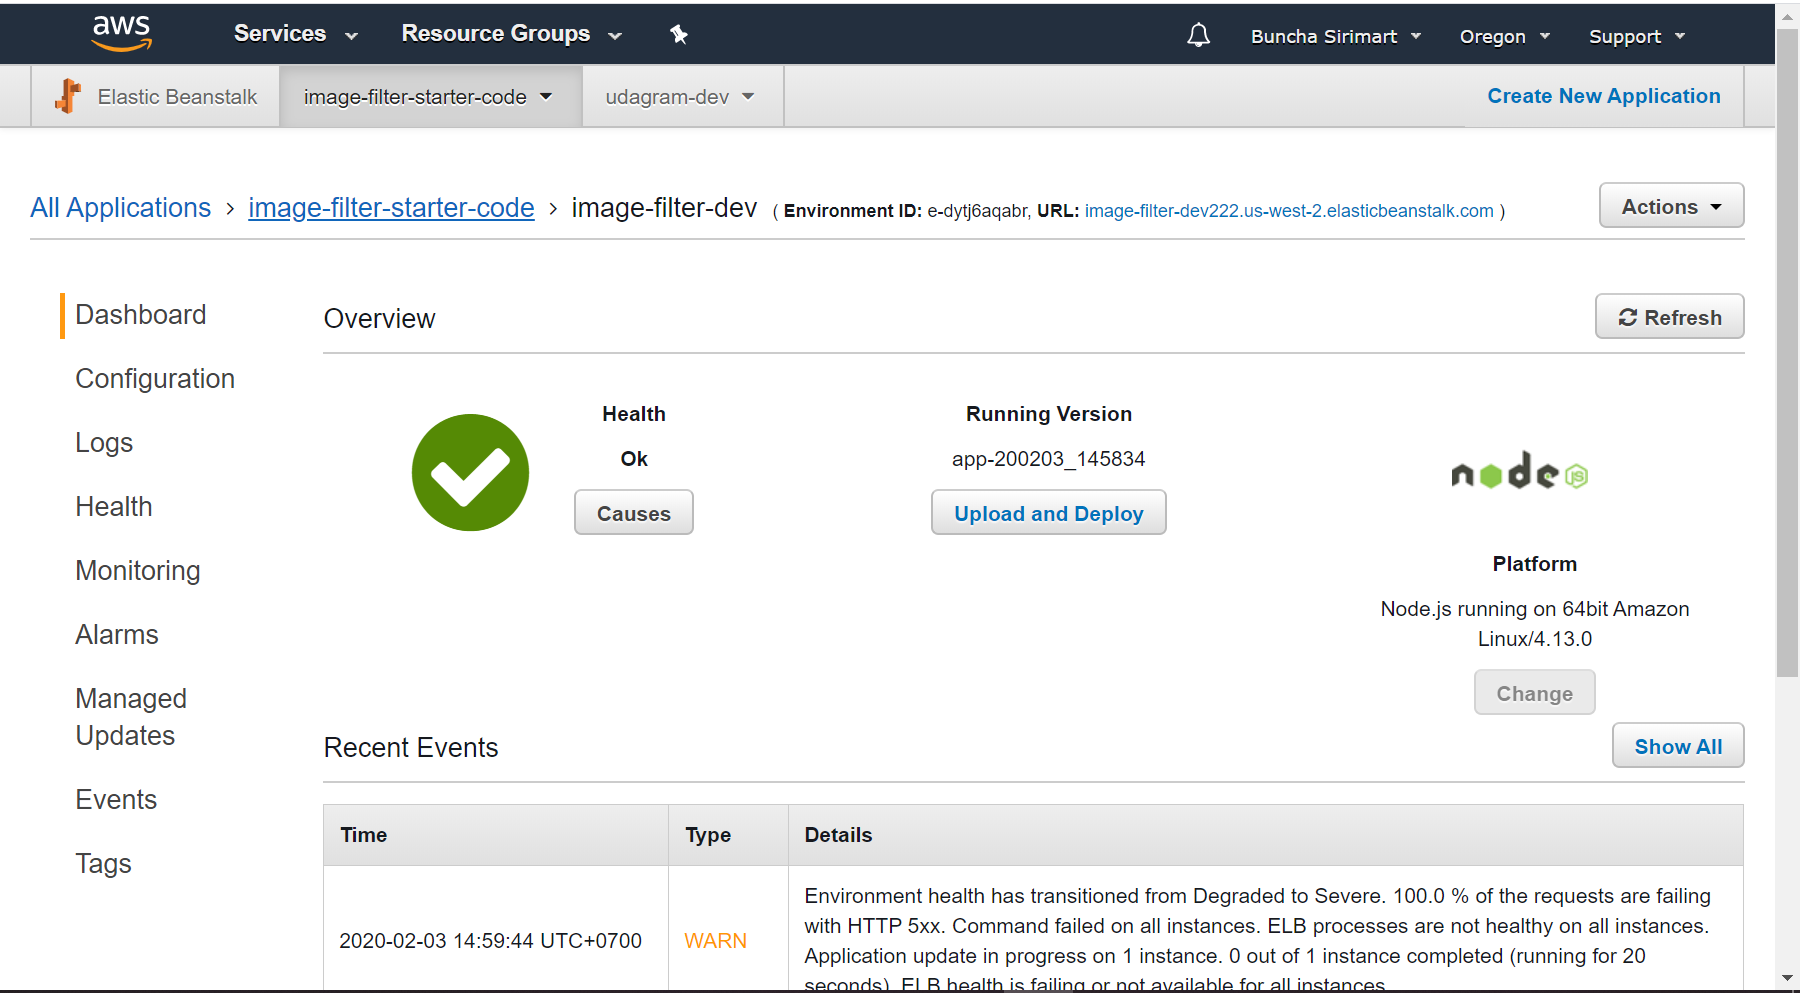 aws Services Resource Groups Buncha Sirimart Oregon Support
Elastic Beanstalk image-filter-starter-code udagram-dev Create New Application
All Applications > image-filter-starter-code > image-filter-dev ( Environment ID: e-dytj6aqabr, URL: image-filter-dev222.us-west-2.elasticbeanstalk.com ) Actions
Dashboard
Configuration
Logs
Health
Monitoring
Alarms
Managed
Updates
Events
Tags
Overview Refresh
Health
Ok
Causes
Running Version
app-200203_145834
Upload and Deploy
node JS
Platform
Node.js running on 64bit Amazon
Linux/4.13.0
Change
Recent Events Show All
Time Type Details
2020-02-03 14:59:44 UTC+0700 WARN
Environment health has transitioned from Degraded to Severe. 100.0 % of the requests are failing
with HTTP 5xx. Command failed on all instances. ELB processes are not healthy on all instances.
Application update in progress on 1 instance. 0 out of 1 instance completed (running for 20
seconds). ELB health is failing or not available for all instances.